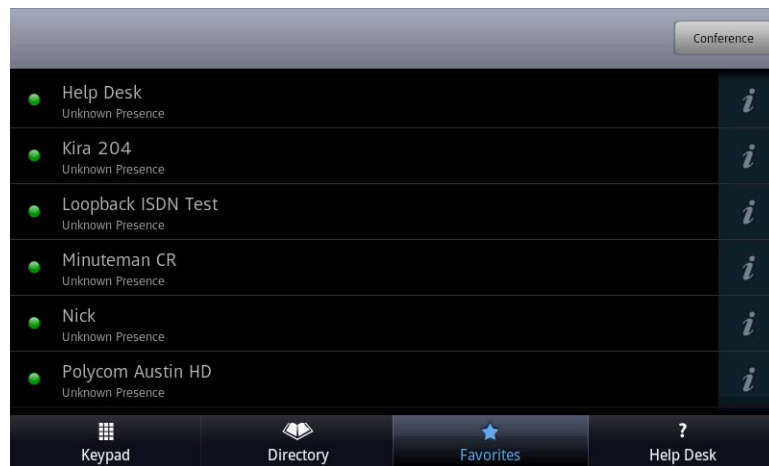 Conference
Help Desk
Unknown Presence
Kira 204
Unknown Presence
Loopback ISDN Test
Unknown Presence
Minuteman CR
Unknown Presence
Nick
Unknown Presence
Polycom Austin HD
Unknown Presence
Keypad Directory Favorites Help Desk